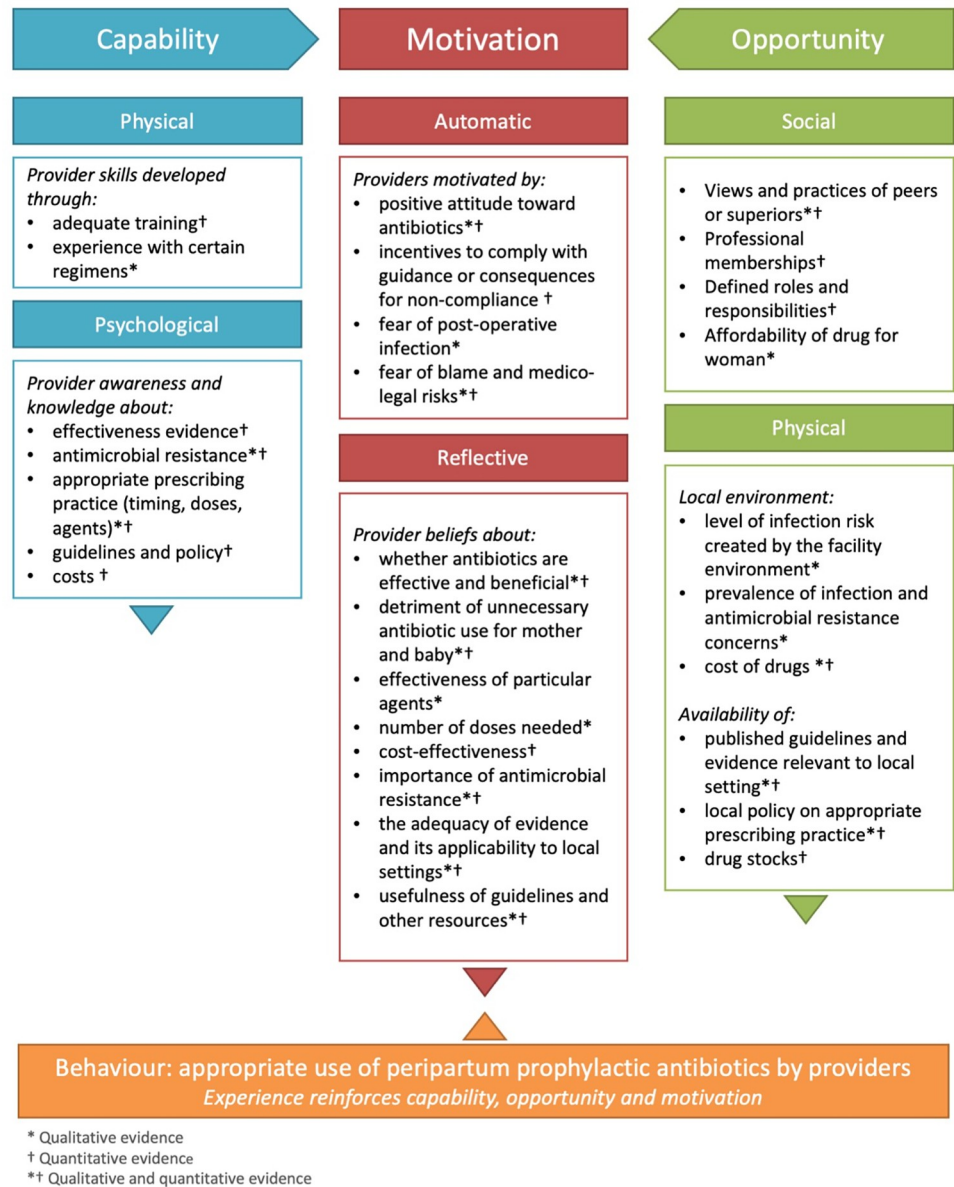 Capability
Physical
Provider skills developed
through:
• adequate training†
• experience with certain
regimens*
Psychological
Provider awareness and
knowledge about:
• effectiveness evidence†
• antimicrobial resistance*†
• appropriate prescribing
practice (timing, doses,
agents)*†
• guidelines and policy†
• costs †
Motivation
Automatic
Providers motivated by:
• positive attitude toward
antibiotics*†
• incentives to comply with
guidance or consequences
for non-compliance †
• fear of post-operative
infection*
• fear of blame and medico-
legal risks*†
Reflective
Provider beliefs about:
• whether antibiotics are
effective and beneficial*†
• detriment of unnecessary
antibiotic use for mother
and baby*†
• effectiveness of particular
agents*
• number of doses needed*
• cost-effectiveness†
• importance of antimicrobial
resistance*†
• the adequacy of evidence
and its applicability to local
settings*†
• usefulness of guidelines and
other resources*†
Opportunity
Social
• Views and practices of peers
or superiors*†
• Professional
memberships†
• Defined roles and
responsibilities†
• Affordability of drug for
woman*
Physical
Local environment:
• level of infection risk
created by the facility
environment*
• prevalence of infection and
antimicrobial resistance
concerns*
• cost of drugs *†
Availability of:
• published guidelines and
evidence relevant to local
setting*†
• local policy on appropriate
prescribing practice*†
• drug stocks†
Behaviour: appropriate use of peripartum prophylactic antibiotics by providers
Experience reinforces capability, opportunity and motivation
* Qualitative evidence
† Quantitative evidence
*† Qualitative and quantitative evidence